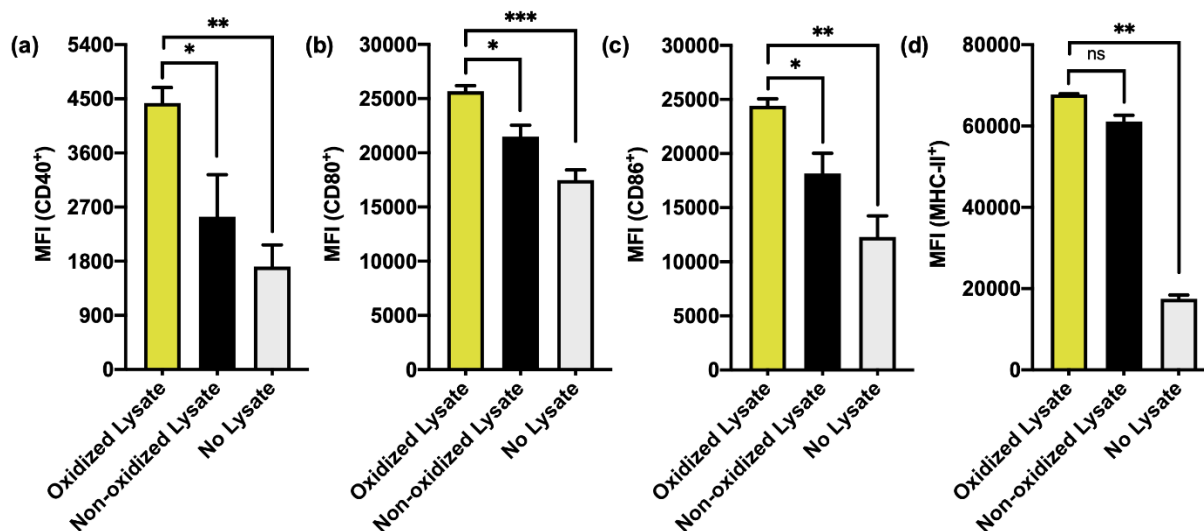 (a)
MFI (CD40⁺)
5400
4500
3600
2700
1800
900
0
**
*
Oxidized Lysate
Non-oxidized Lysate
No Lysate
(b)
MFI (CD80⁺)
30000
25000
20000
15000
10000
5000
0
***
*
Oxidized Lysate
Non-oxidized Lysate
No Lysate
(c)
MFI (CD86⁺)
30000
25000
20000
15000
10000
5000
0
**
*
Oxidized Lysate
Non-oxidized Lysate
No Lysate
(d)
MFI (MHC-II⁺)
80000
60000
40000
20000
0
**
ns
Oxidized Lysate
Non-oxidized Lysate
No Lysate